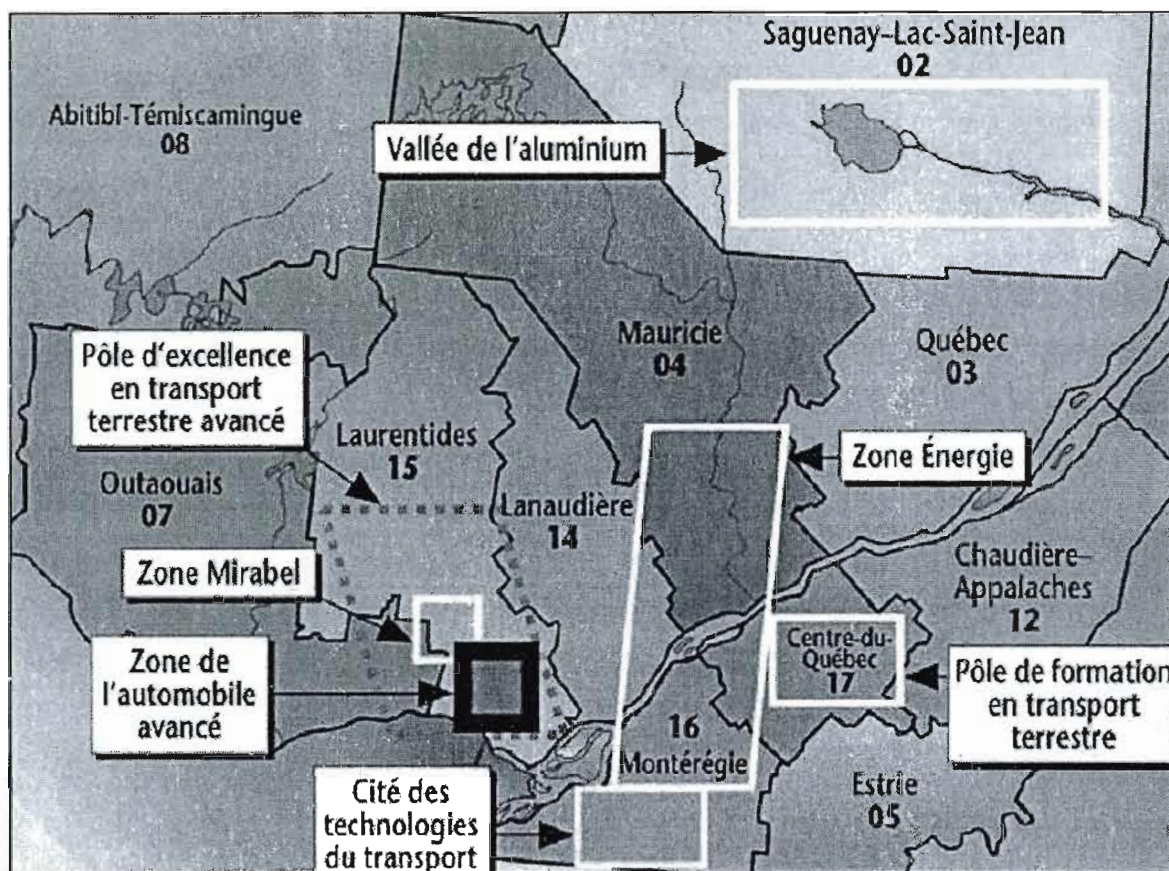 Saguenay–Lac-Saint-Jean
02
Abitibi-Témiscamingue
08
Vallée de l'aluminium
Mauricie
04
Québec
03
Pôle d'excellence
en transport
terrestre avancé
Laurentides
15
Zone Énergie
Outaouais
07
Lanaudière
14
Zone Mirabel
Chaudière–
Appalaches
12
Centre-du-
Québec
17
Zone de
l'automobile
avancé
Pôle de formation
en transport
terrestre
16
Montérégie
Estrie
05
Cité des
technologies
du transport